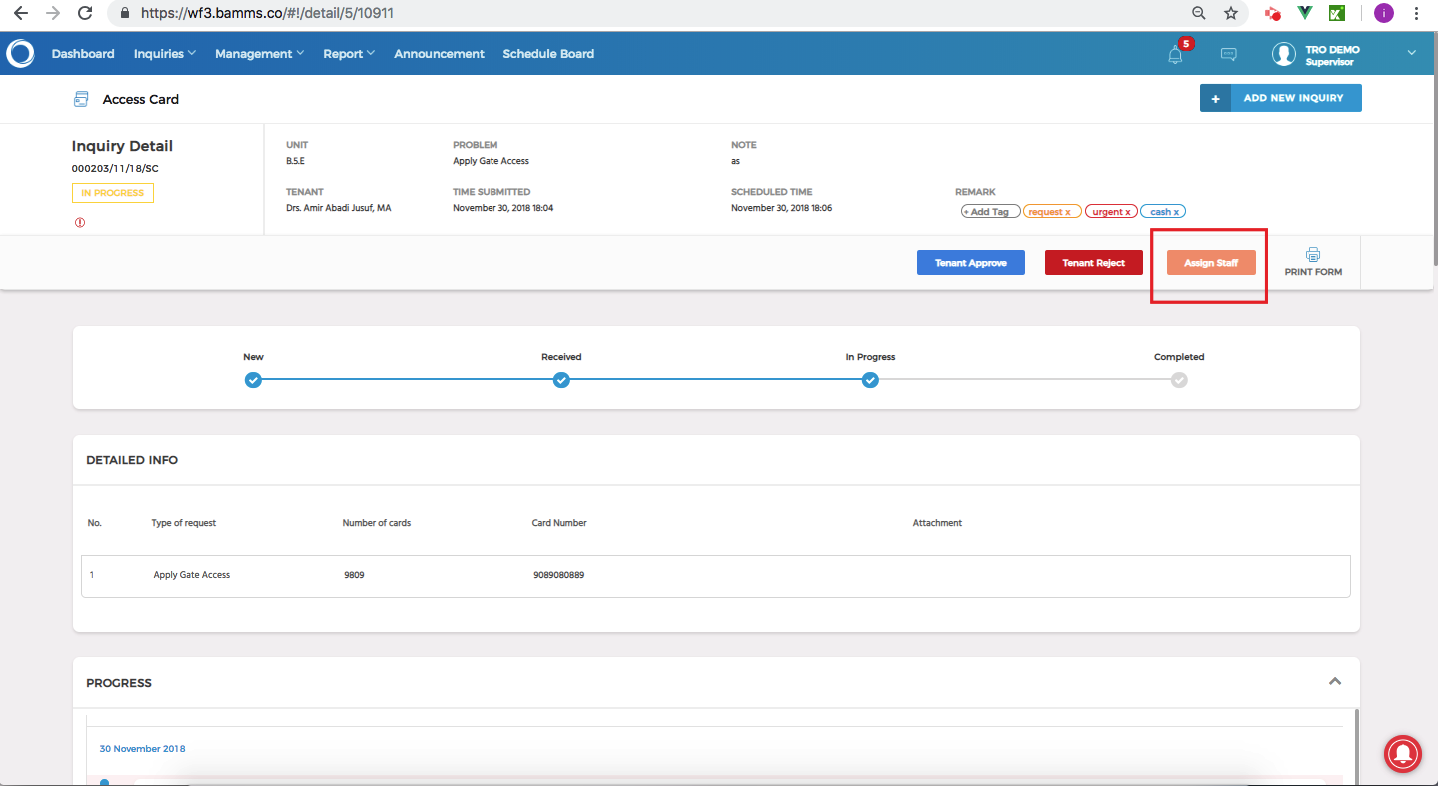 https://wf3.bamms.co/#!/detail/5/10911
i
Dashboard Inquiries Management Report Announcement Schedule Board
5
TRO DEMO
Supervisor
Access Card
+ ADD NEW INQUIRY
Inquiry Detail
000203/11/18/SC
IN PROGRESS
UNIT
B.5.E
PROBLEM
Apply Gate Access
NOTE
as
TENANT
Drs. Amir Abadi Jusuf, MA
TIME SUBMITTED
November 30, 2018 18:04
SCHEDULED TIME
November 30, 2018 18:06
REMARK
+ Add Tag request x urgent x cash x
Tenant Approve Tenant Reject Assign Staff PRINT FORM
New Received In Progress Completed
DETAILED INFO
No. Type of request Number of cards Card Number Attachment
1 Apply Gate Access 9809 9089080889
PROGRESS
30 November 2018